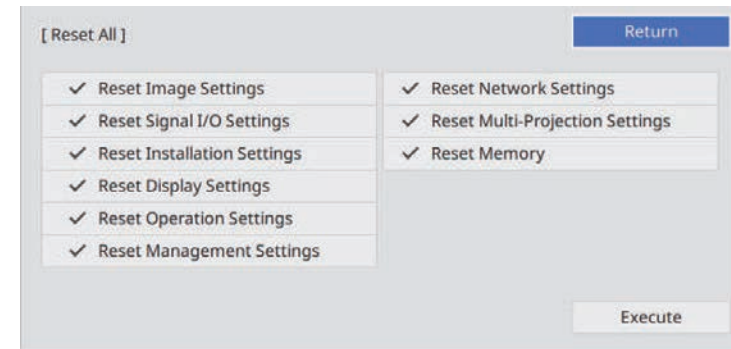 [ Reset All ]
Return
Reset Image Settings
Reset Signal I/O Settings
Reset Installation Settings
Reset Display Settings
Reset Operation Settings
Reset Management Settings
Reset Network Settings
Reset Multi-Projection Settings
Reset Memory
Execute